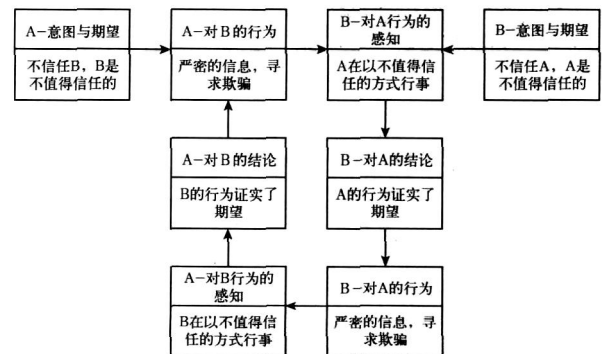 A－意图与期望
不信任B，B是
不值得信任的
A－对B的行为
严密的信息，寻
求欺骗
B－对A行为的
感知
A在以不值得信
任的方式行事
B－意图与期望
不信任A，A是
不值得信任的
A－对B的结论
B的行为证实了
期望
B－对A的结论
A的行为证实了
期望
A－对B行为的
感知
B在以不值得信
任的方式行事
B－对A的行为
严密的信息，寻
求欺骗